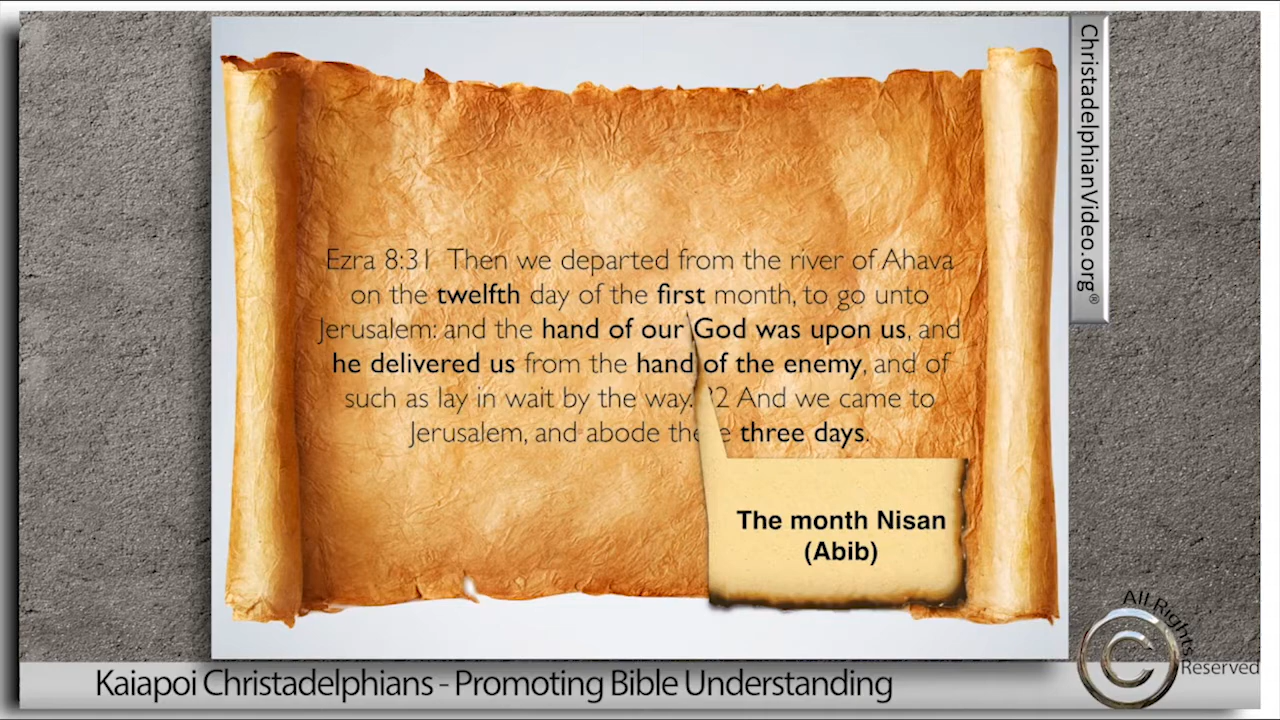 Ezra 8:31 Then we departed from the river of Ahava
on the twelfth day of the first month, to go unto
Jerusalem: and the hand of our God was upon us, and
he delivered us from the hand of the enemy, and of
such as lay in wait by the way. 32 And we came to
Jerusalem, and abode there three days.
The month Nisan
(Abib)
ChristadelphianVideo.org®
Kaiapoi Christadelphians - Promoting Bible Understanding
All Rights
Reserved
C